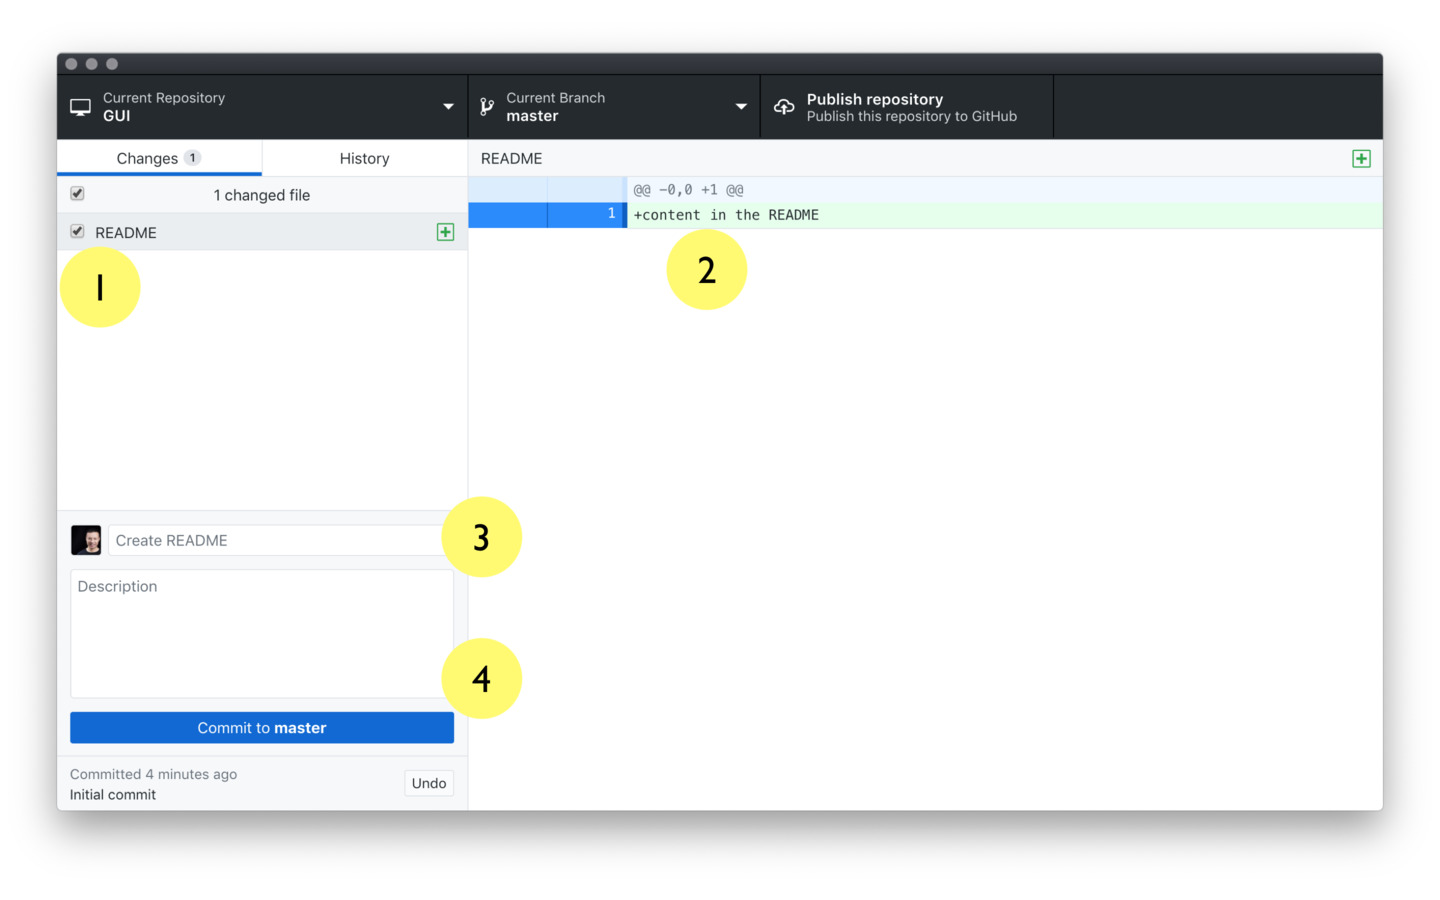 Current Repository
GUI
Current Branch
master
Publish repository
Publish this repository to GitHub
Changes 1
History
README
1 changed file
@@ -0,0 +1 @@
README
1 +content in the README
1
2
3
Create README
Description
4
Commit to master
Committed 4 minutes ago
Initial commit
Undo